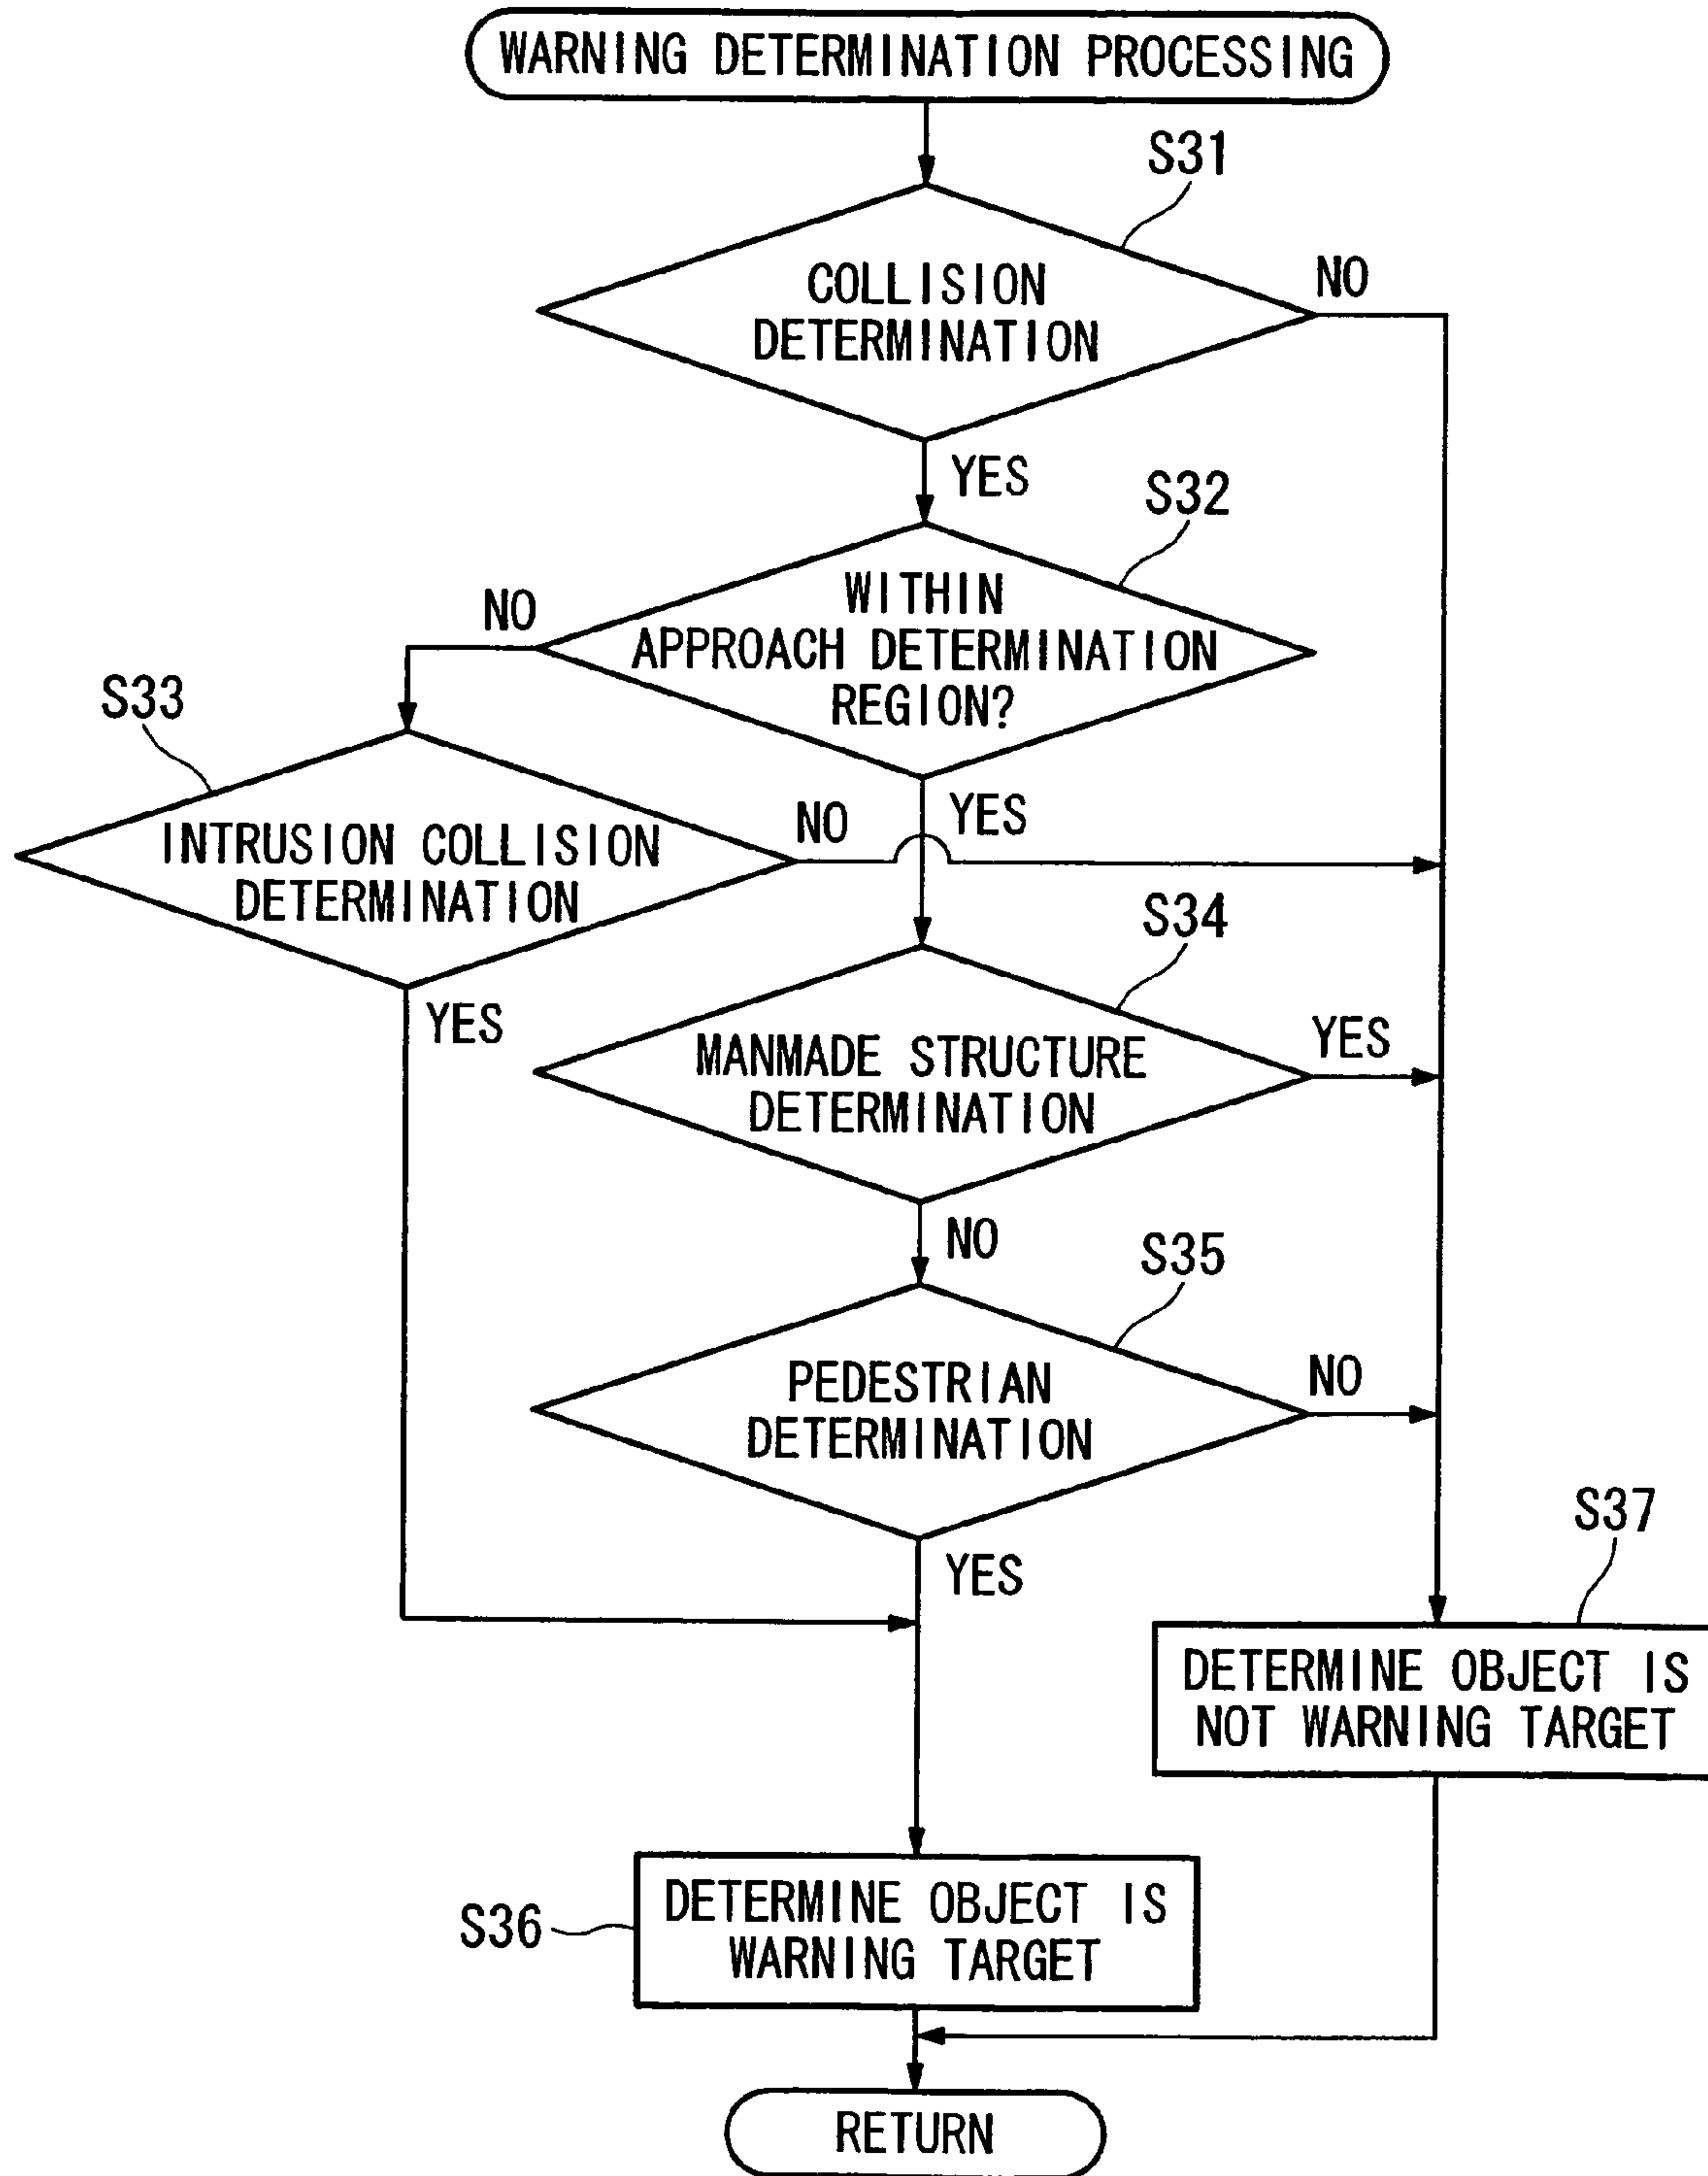 WARNING DETERMINATION PROCESSING
S31
COLLISION
DETERMINATION
NO
YES
S32
WITHIN
APPROACH DETERMINATION
REGION?
NO
YES
S33
INTRUSION COLLISION
DETERMINATION
NO
YES
S34
MANMADE STRUCTURE
DETERMINATION
YES
NO
S35
PEDESTRIAN
DETERMINATION
NO
YES
S37
DETERMINE OBJECT IS
NOT WARNING TARGET
S36
DETERMINE OBJECT IS
WARNING TARGET
RETURN